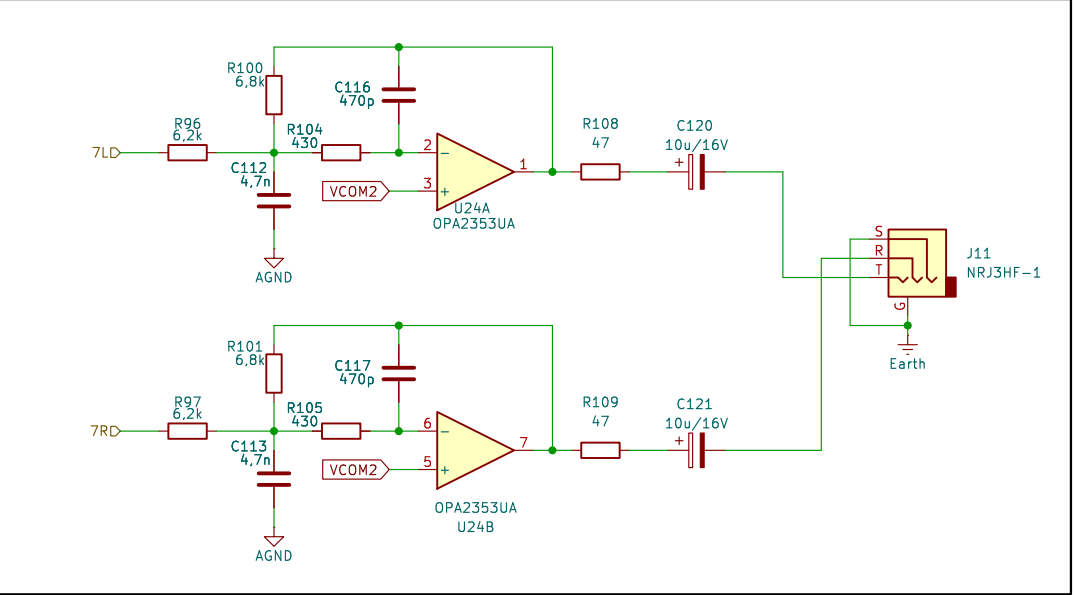 R100
6,8k
C116
470p
R96
6,2k
R104
430
7L
C112
4,7n
2
3
1
VCOM2
U24A
OPA2353UA
AGND
R108
47
C120
10u/16V
+
S
R
T
G
J11
NRJ3HF-1
Earth
R101
6,8k
C117
470p
R97
6,2k
R105
430
7R
C113
4,7n
6
5
7
VCOM2
OPA2353UA
U24B
AGND
R109
47
C121
10u/16V
+